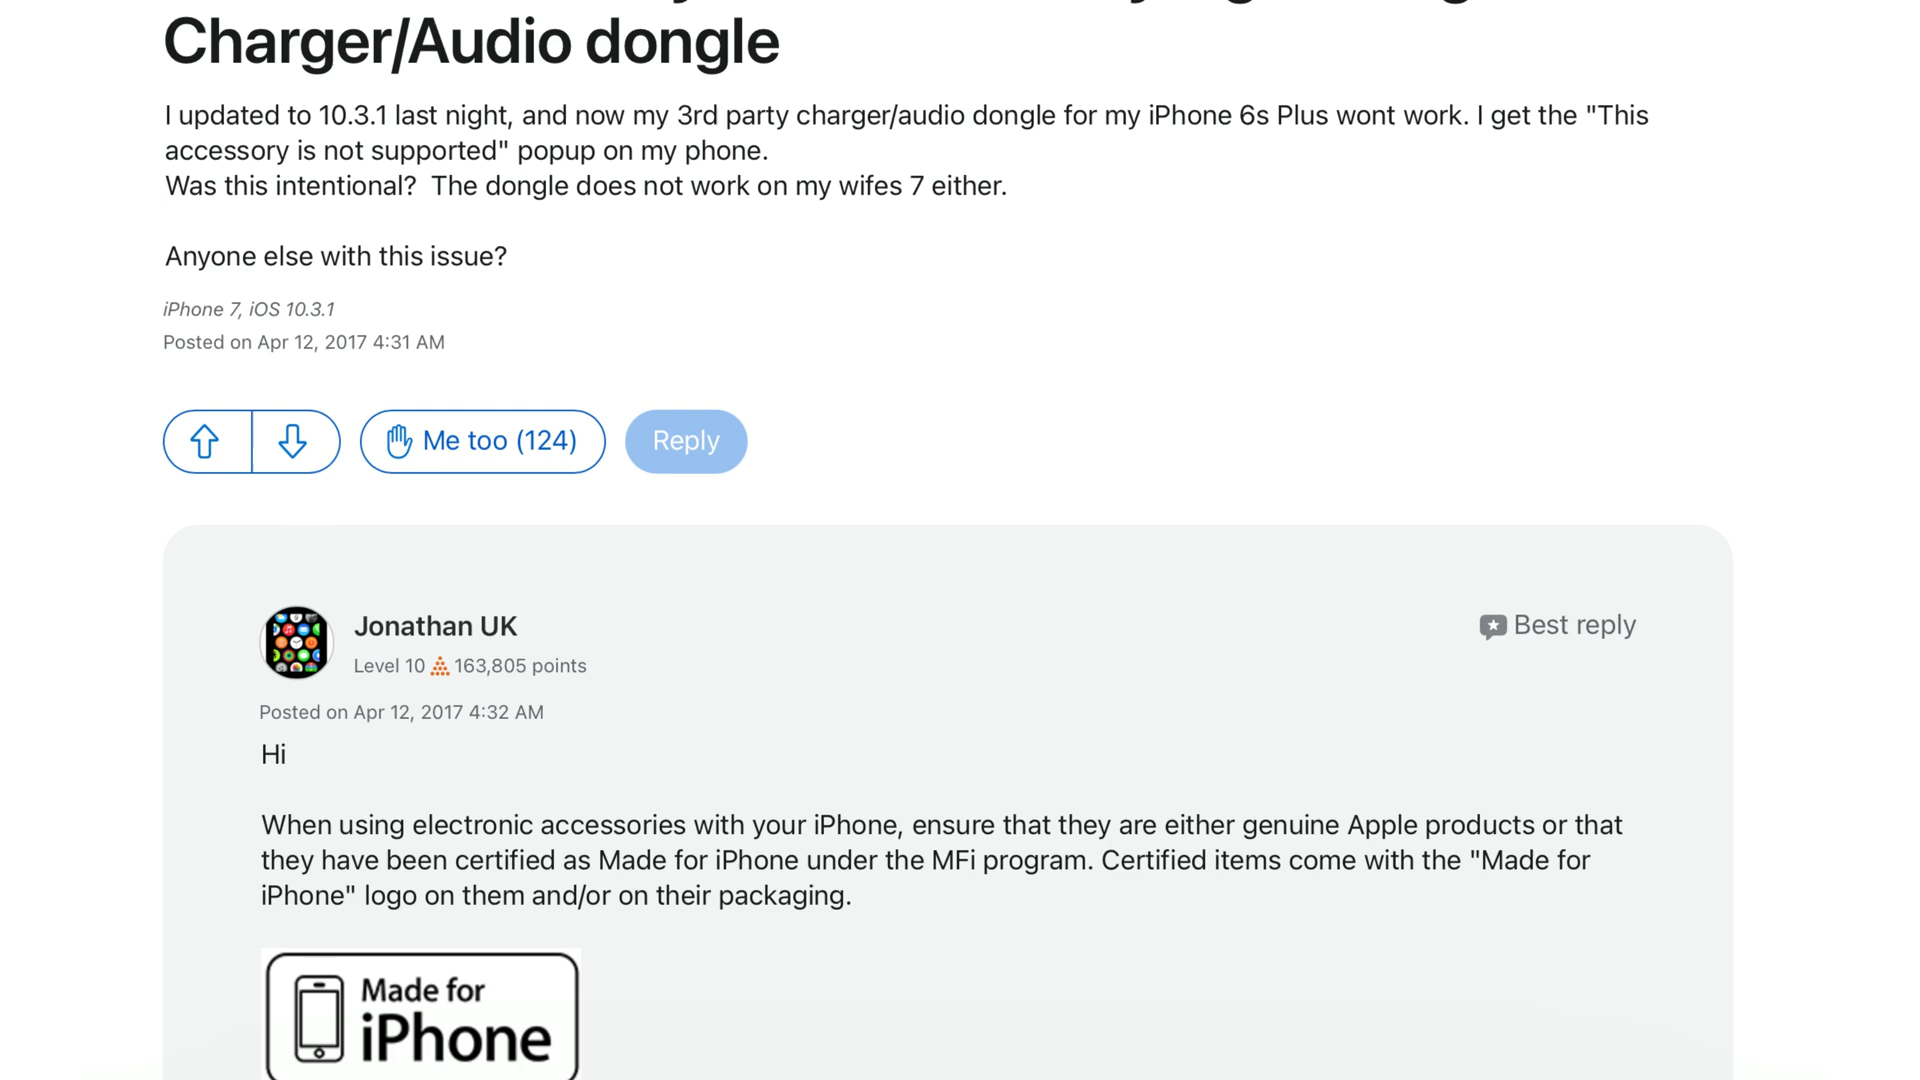 Charger/Audio dongle
I updated to 10.3.1 last night, and now my 3rd party charger/audio dongle for my iPhone 6s Plus wont work. I get the "This
accessory is not supported" popup on my phone.
Was this intentional?  The dongle does not work on my wifes 7 either.
Anyone else with this issue?
iPhone 7, iOS 10.3.1
Posted on Apr 12, 2017 4:31 AM
Me too (124)
Reply
Jonathan UK
Best reply
Level 10 163,805 points
Posted on Apr 12, 2017 4:32 AM
Hi
When using electronic accessories with your iPhone, ensure that they are either genuine Apple products or that
they have been certified as Made for iPhone under the MFi program. Certified items come with the "Made for
iPhone" logo on them and/or on their packaging.
Made for
iPhone